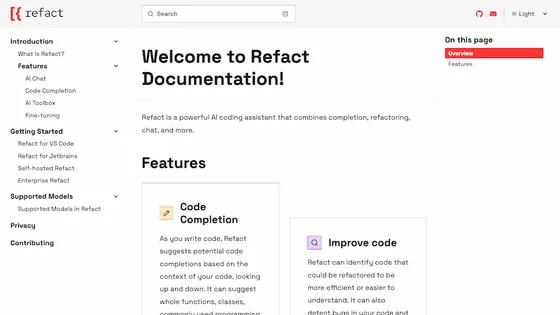 refact
Search
Light
Introduction
What is Refact?
Features
AI Chat
Code Completion
AI Toolbox
Fine-tuning
Getting Started
Refact for VS Code
Refact for Jetbrains
Self-hosted Refact
Enterprise Refact
Supported Models
Supported Models in Refact
Privacy
Contributing
Welcome to Refact
Documentation!
Refact is a powerful AI coding assistant that combines completion, refactoring,
chat, and more.
Features
Code
Completion
As you write code, Refact
suggests potential code
completions based on the
context of your code, looking
up and down. It can suggest
whole functions, classes,
commonly used programming
Improve code
Refact can identify code that
could be refactored to be
more efficient or easier to
understand. It can also
detect bugs in your code and
On this page
Overview
Features